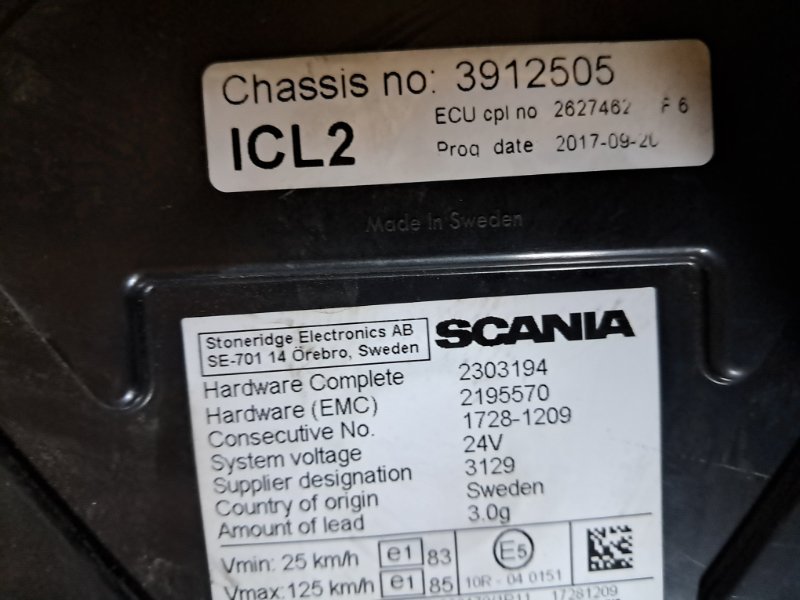 Chassis no: 3912505
ICL2
ECU cpl no 2627462 F6
Prog date 2017-09-20
Made In Sweden
Stoneridge Electronics AB
SE-701 14 Örebro, Sweden
SCANIA
Hardware Complete 2303194
Hardware (EMC) 2195570
Consecutive No. 1728-1209
System voltage 24V
Supplier designation 3129
Country of origin Sweden
Amount of lead 3.0g
Vmin: 25 km/h e1 83
Vmax: 125 km/h e1 85
E5
10R - 04 0151
17281209